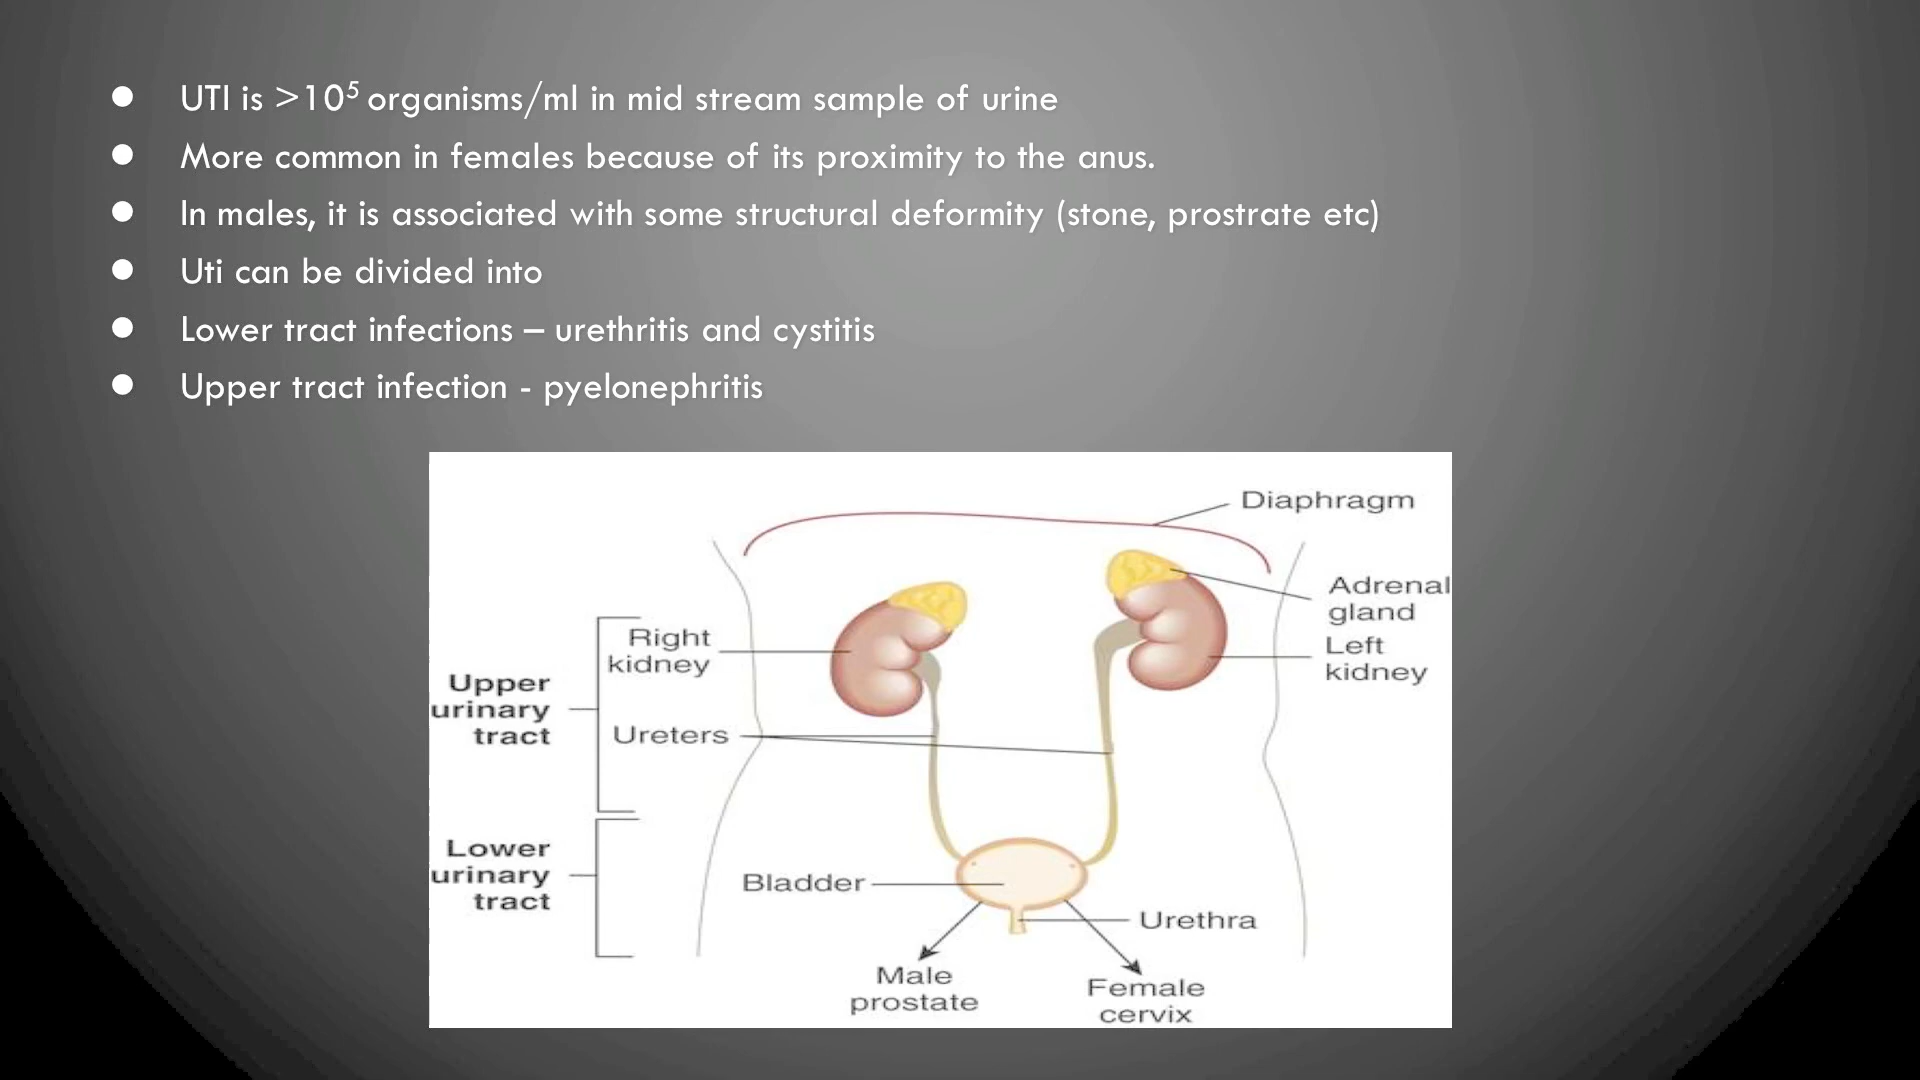 ● UTI is >10⁵ organisms/ml in mid stream sample of urine
● More common in females because of its proximity to the anus.
● In males, it is associated with some structural deformity (stone, prostrate etc)
● Uti can be divided into
● Lower tract infections – urethritis and cystitis
● Upper tract infection - pyelonephritis
Diaphragm
Adrenal
gland
Right
kidney
Left
kidney
Upper
urinary
tract
Ureters
Lower
urinary
tract
Bladder
Urethra
Male
prostate
Female
cervix